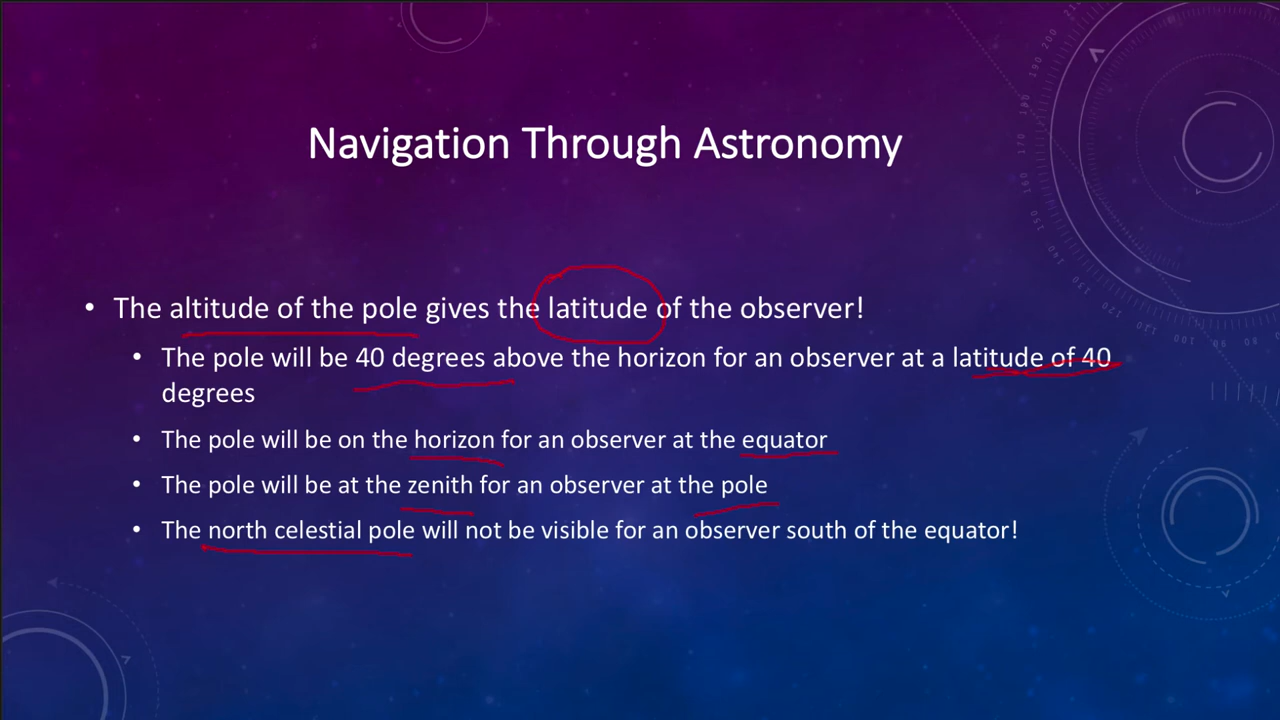 Navigation Through Astronomy
• The altitude of the pole gives the latitude of the observer!
• The pole will be 40 degrees above the horizon for an observer at a latitude of 40
degrees
• The pole will be on the horizon for an observer at the equator
• The pole will be at the zenith for an observer at the pole
• The north celestial pole will not be visible for an observer south of the equator!